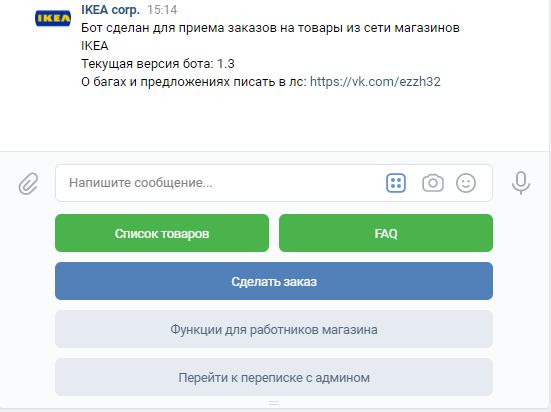 IKEA
IKEA corp. 15:14
Бот сделан для приема заказов на товары из сети магазинов
IKEA
Текущая версия бота: 1.3
О багах и предложениях писать в лс: https://vk.com/ezzh32
Напишите сообщение...
Список товаров
FAQ
Сделать заказ
Функции для работников магазина
Перейти к переписке с админом